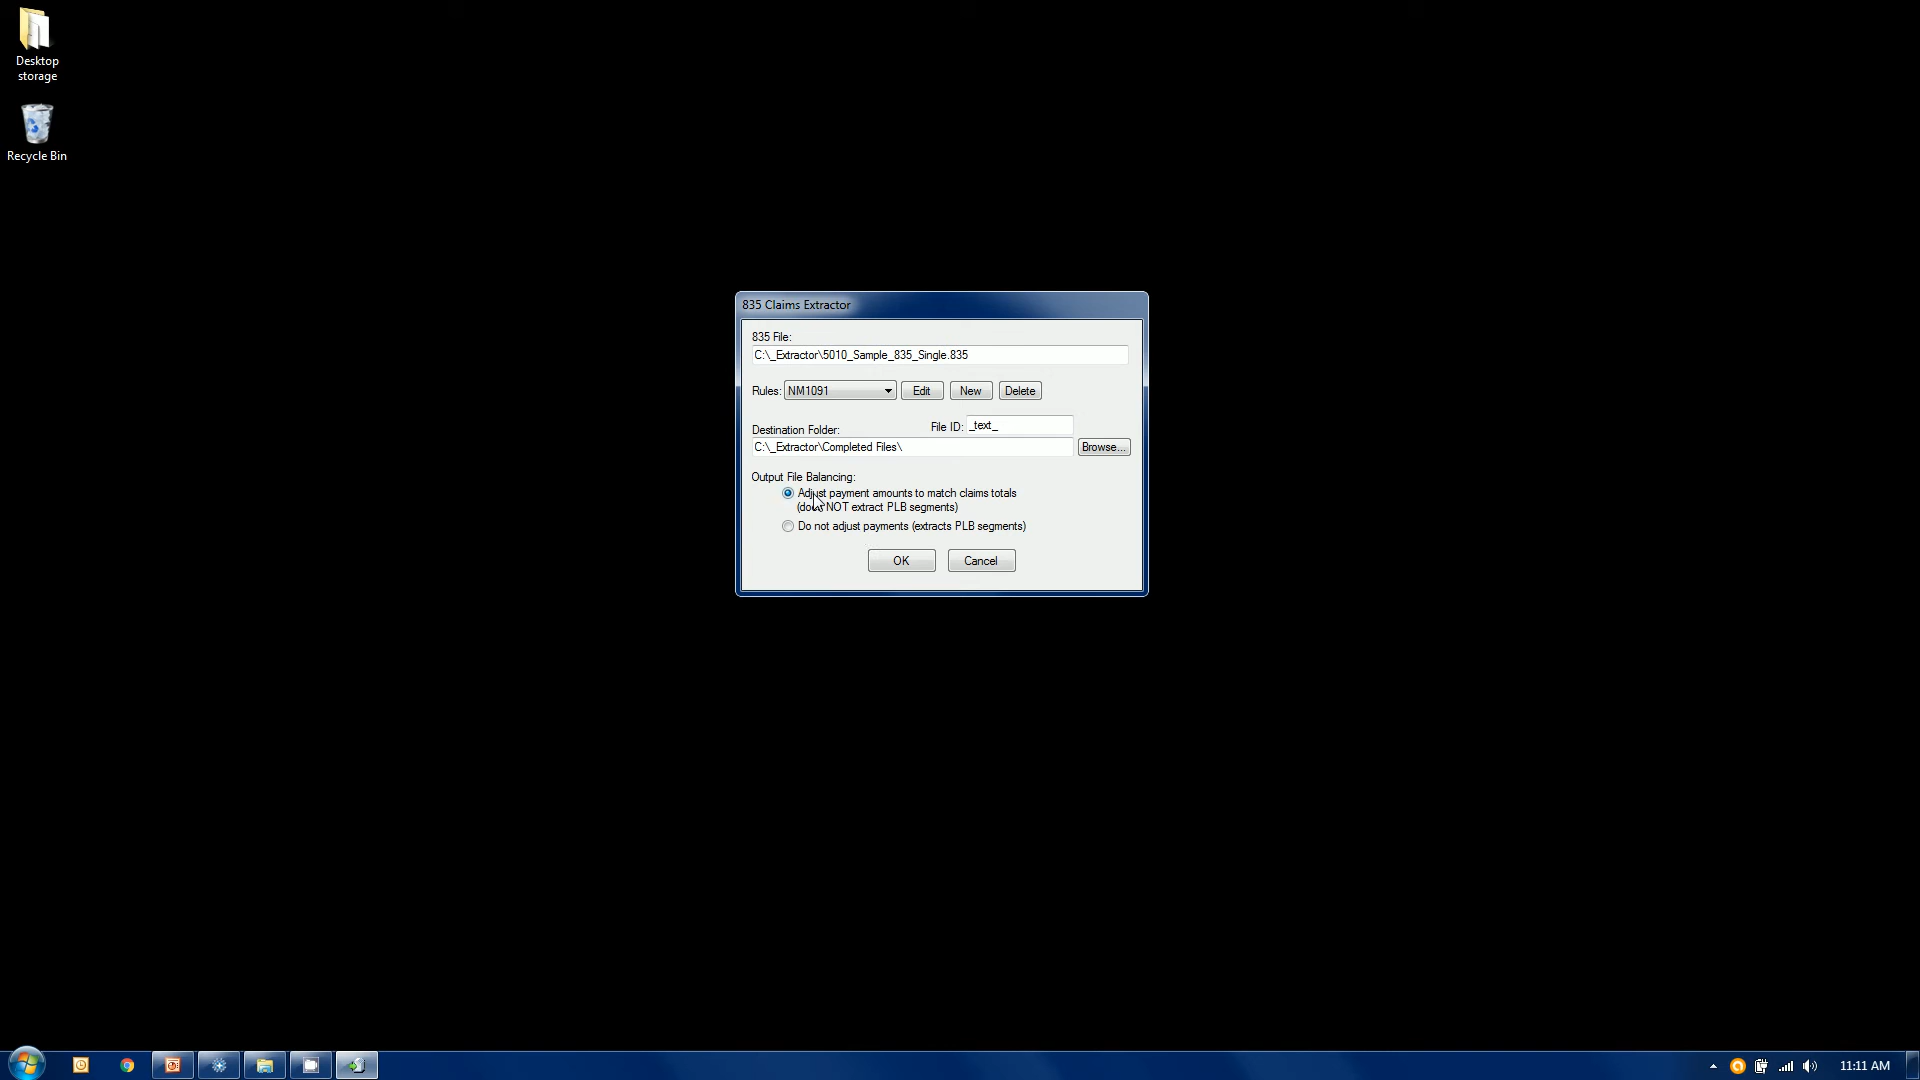 Desktop
storage
Recycle Bin
835 Claims Extractor
835 File:
C:\_Extractor\5010_Sample_835_Single.835
Rules: NM1091 Edit New Delete
Destination Folder: File ID: _text_
C:\_Extractor\Completed Files\ Browse...
Output File Balancing:
Adjust payment amounts to match claims totals
NOT extract PLB segments)
Do not adjust payments (extracts PLB segments)
OK Cancel
11:11 AM